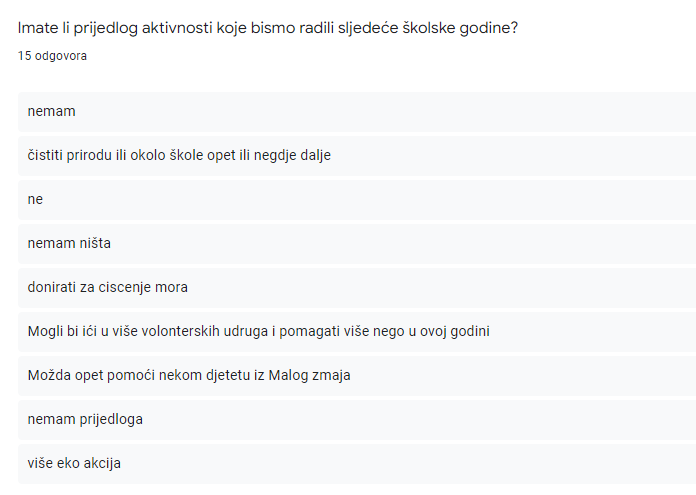 Imate li prijedlog aktivnosti koje bismo radili sljedeće školske godine?
15 odgovora
nemam
čistiti prirodu ili okolo škole opet ili negdje dalje
ne
nemam ništa
donirati za ciscenje mora
Mogli bi ići u više volonterskih udruga i pomagati više nego u ovoj godini
Možda opet pomoći nekom djetetu iz Malog zmaja
nemam prijedloga
više eko akcija